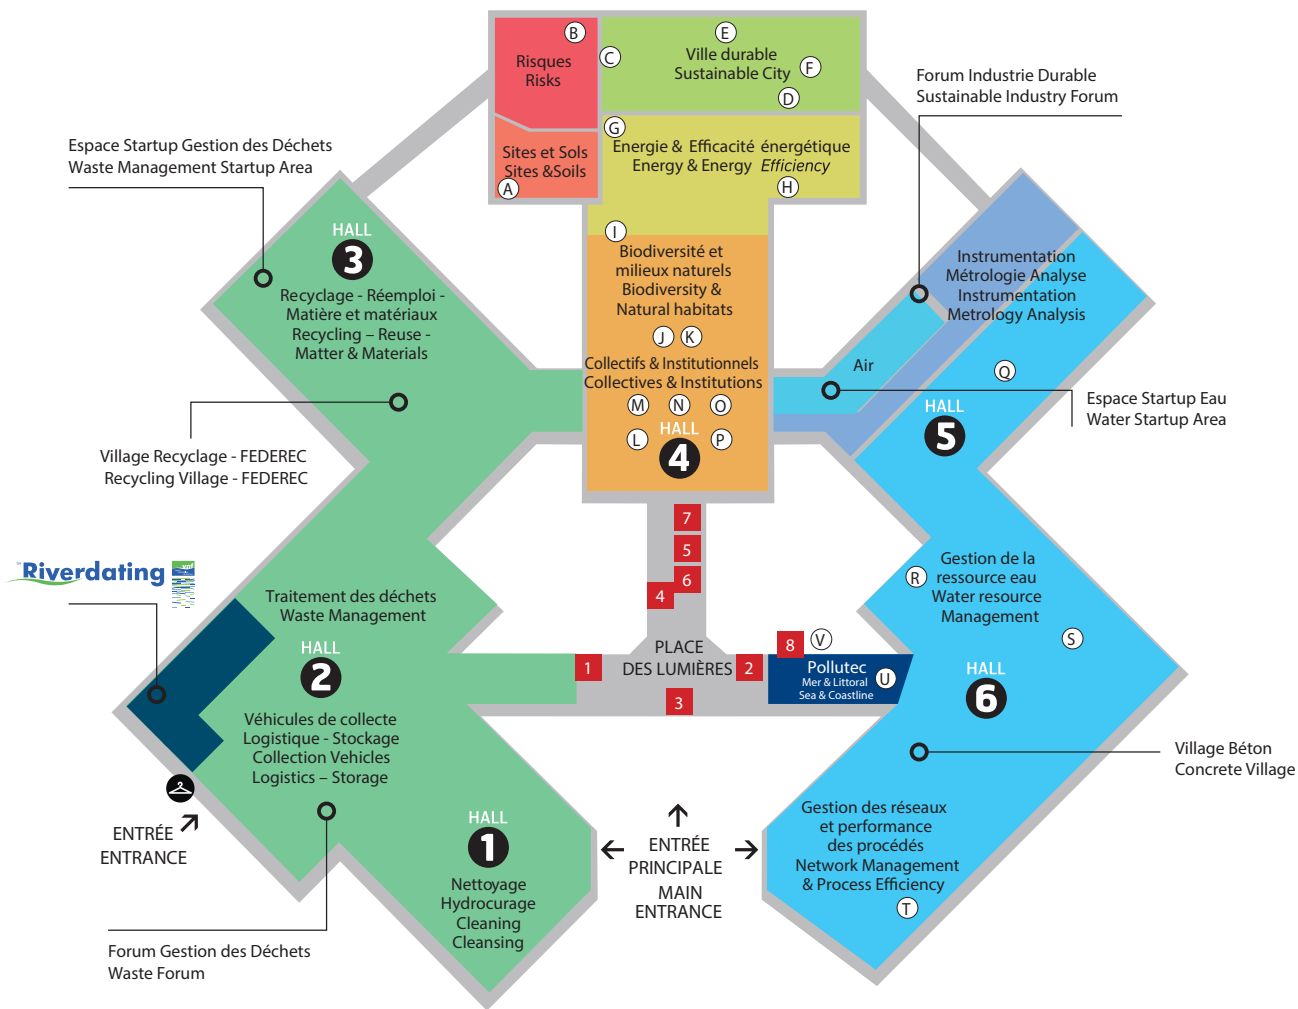 B
C
E
F
D
Risques
Risks
Ville durable
Sustainable City
Forum Industrie Durable
Sustainable Industry Forum
G
Energie & Efficacité énergétique
Energy & Energy Efficiency
H
Sites et Sols
Sites &Soils
A
Espace Startup Gestion des Déchets
Waste Management Startup Area
HALL
3
Recyclage - Réemploi -
Matière et matériaux
Recycling – Reuse -
Matter & Materials
I
Biodiversité et
milieux naturels
Biodiversity &
Natural habitats
J
K
Collectifs & Institutionnels
Collectives & Institutions
M
N
O
L
HALL
4
P
Instrumentation
Métrologie Analyse
Instrumentation
Metrology Analysis
Air
Q
HALL
5
Espace Startup Eau
Water Startup Area
Village Recyclage - FEDEREC
Recycling Village - FEDEREC
7
5
6
4
Riverdating
vnf
Traitement des déchets
Waste Management
HALL
2
Véhicules de collecte
Logistique - Stockage
Collection Vehicles
Logistics – Storage
1
PLACE
DES LUMIÈRES
2
3
8
V
Pollutec
Mer & Littoral
Sea & Coastline
U
Gestion de la
ressource eau
Water resource
Management
R
S
HALL
6
Village Béton
Concrete Village
ENTRÉE
ENTRANCE
HALL
1
Nettoyage
Hydrocurage
Cleaning
Cleansing
ENTRÉE
PRINCIPALE
MAIN
ENTRANCE
Gestion des réseaux
et performance
des procédés
Network Management
& Process Efficiency
T
Forum Gestion des Déchets
Waste Forum